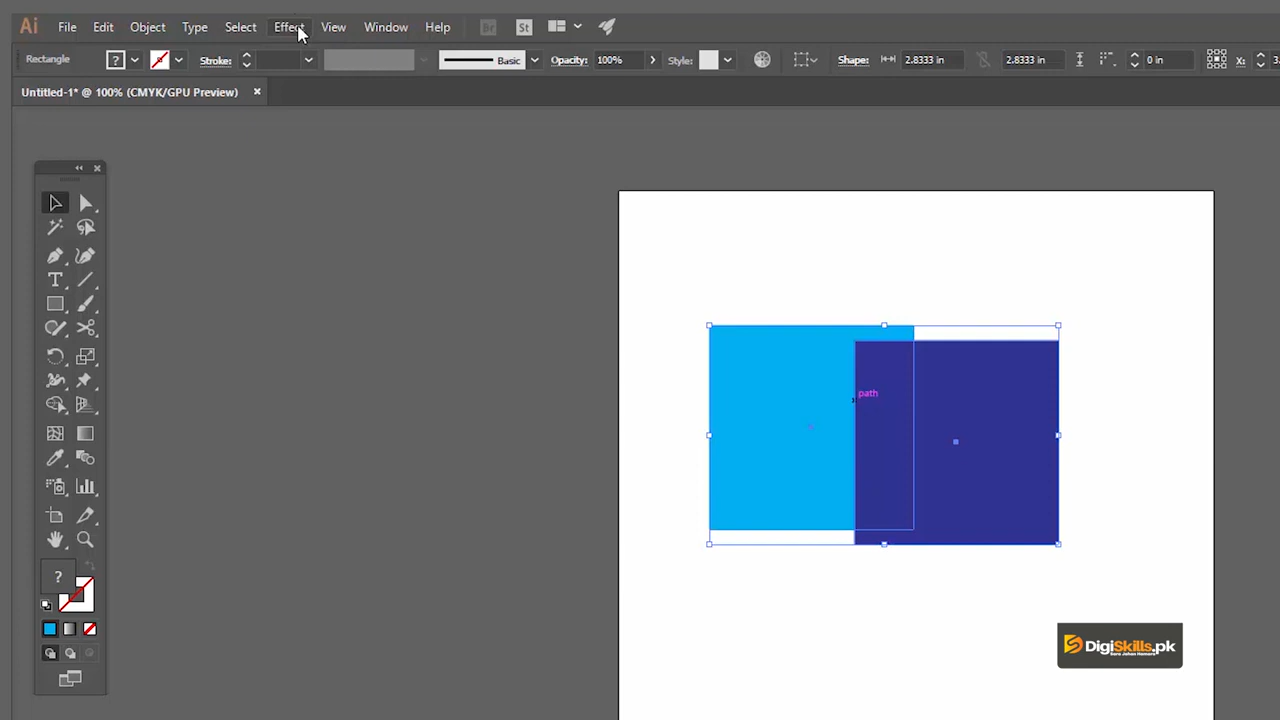 Ai File Edit Object Type Select Effect View Window Help Br St
Rectangle ? Stroke: Basic Opacity: 100% Style: Shape: 2.8333 in 2.8333 in 0 in X:
Untitled-1* @ 100% (CMYK/GPU Preview) ×
T
path
?
DigiSkills.pk